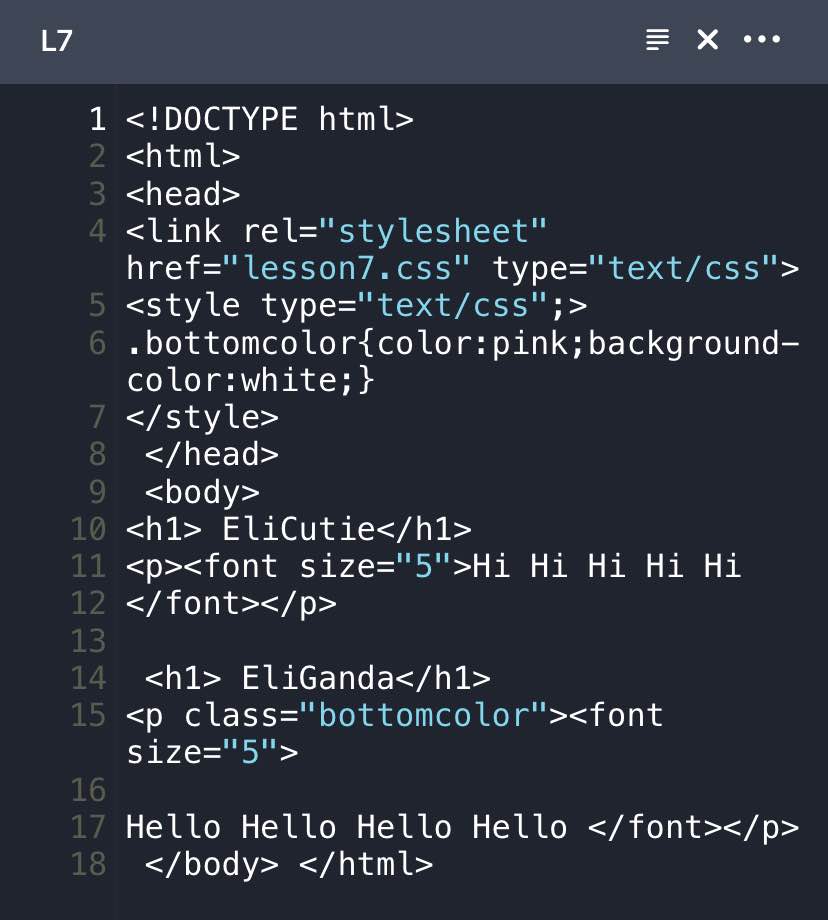 L7
1 <!DOCTYPE html>
2 <html>
3 <head>
4 <link rel="stylesheet"
href="lesson7.css" type="text/css">
5 <style type="text/css";>
6 .bottomcolor{color:pink;background-
color:white;}
7 </style>
8  </head>
9  <body>
10 <h1> EliCutie</h1>
11 <p><font size="5">Hi Hi Hi Hi Hi
12 </font></p>
13
14  <h1> EliGanda</h1>
15 <p class="bottomcolor"><font
size="5">
16
17 Hello Hello Hello Hello </font></p>
18  </body> </html>